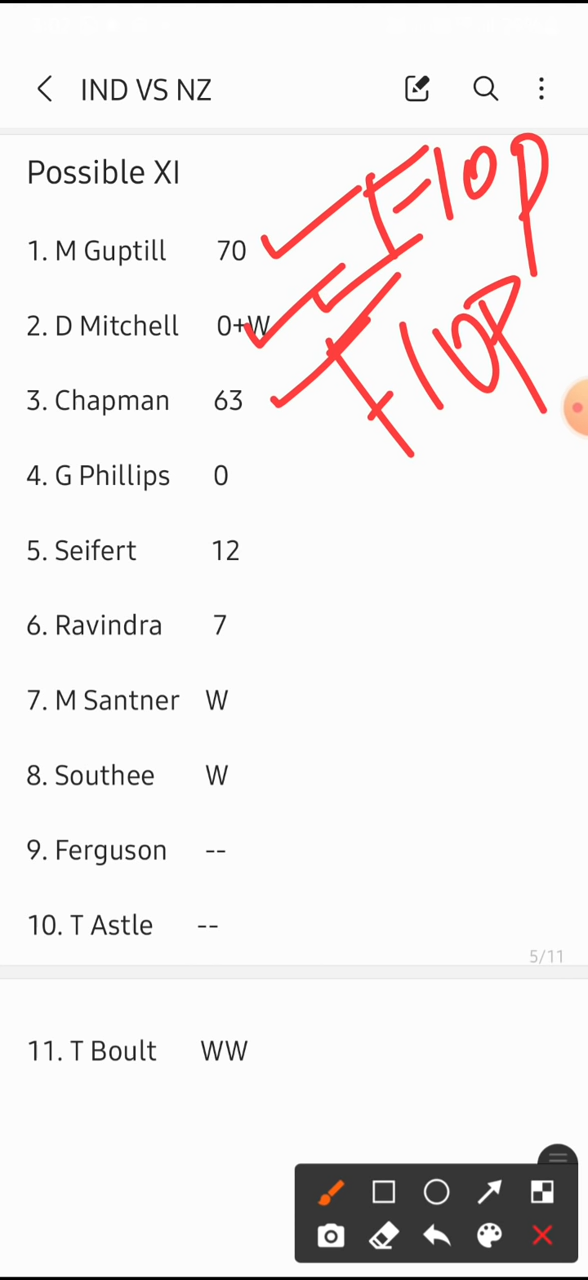 IND VS NZ
Possible XI
1. M Guptill 70
Flop
2. D Mitchell 0+W
Flop
3. Chapman 63
4. G Phillips 0
5. Seifert 12
6. Ravindra 7
7. M Santner W
8. Southee W
9. Ferguson --
10. T Astle --
5/11
11. T Boult WW